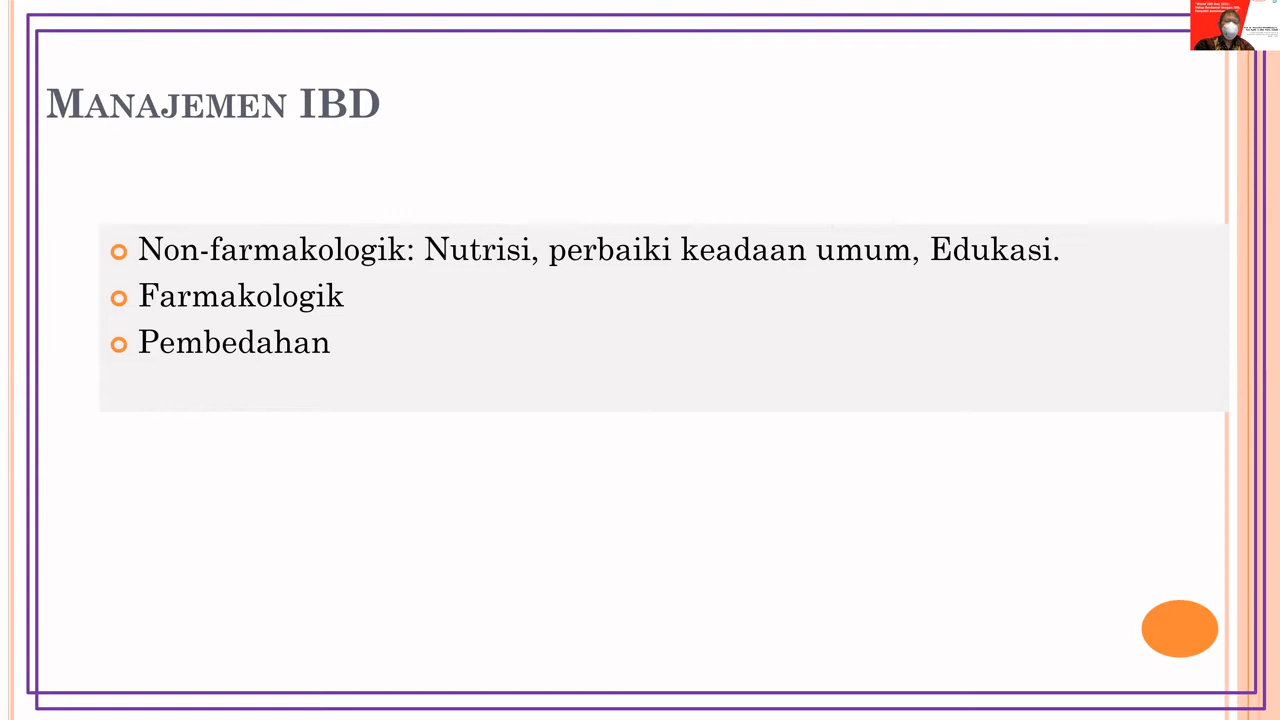 Manajemen IBD
Non-farmakologik: Nutrisi, perbaiki keadaan umum, Edukasi.
Farmakologik
Pembedahan